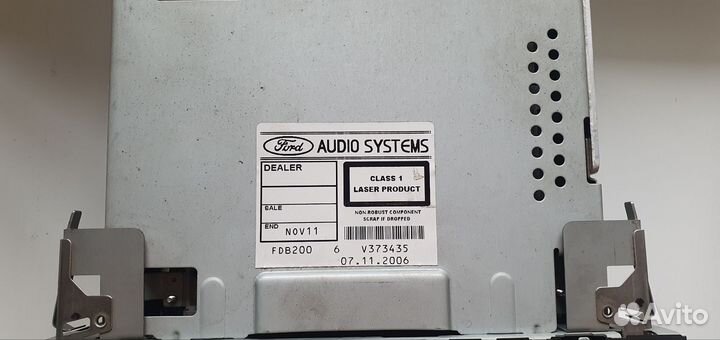 Ford AUDIO SYSTEMS
DEALER
CLASS 1
LASER PRODUCT
NON ROBUST COMPONENT
SCRAP IF DROPPED
SALE
END NOV11
FDB200 6 V373435
07.11.2006
Avito